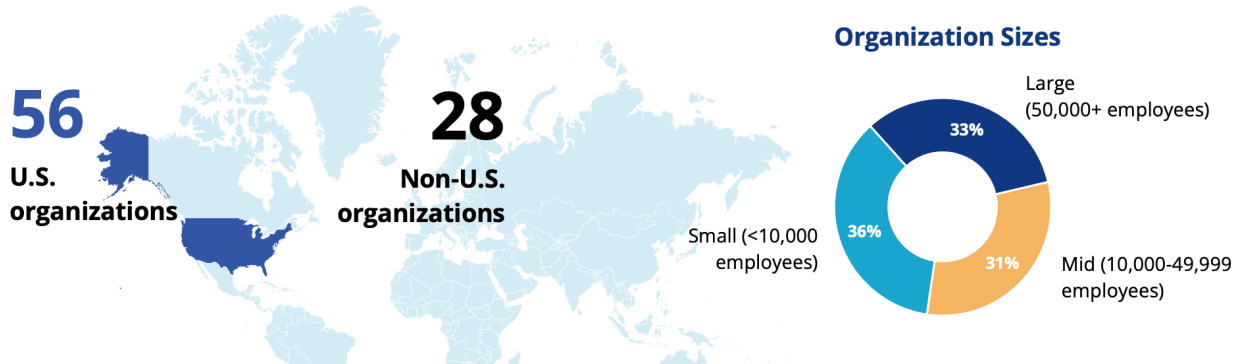 56
U.S.
organizations
28
Non-U.S.
organizations
Organization Sizes
Large
(50,000+ employees)
33%
36%
31%
Small (<10,000
employees)
Mid (10,000-49,999
employees)